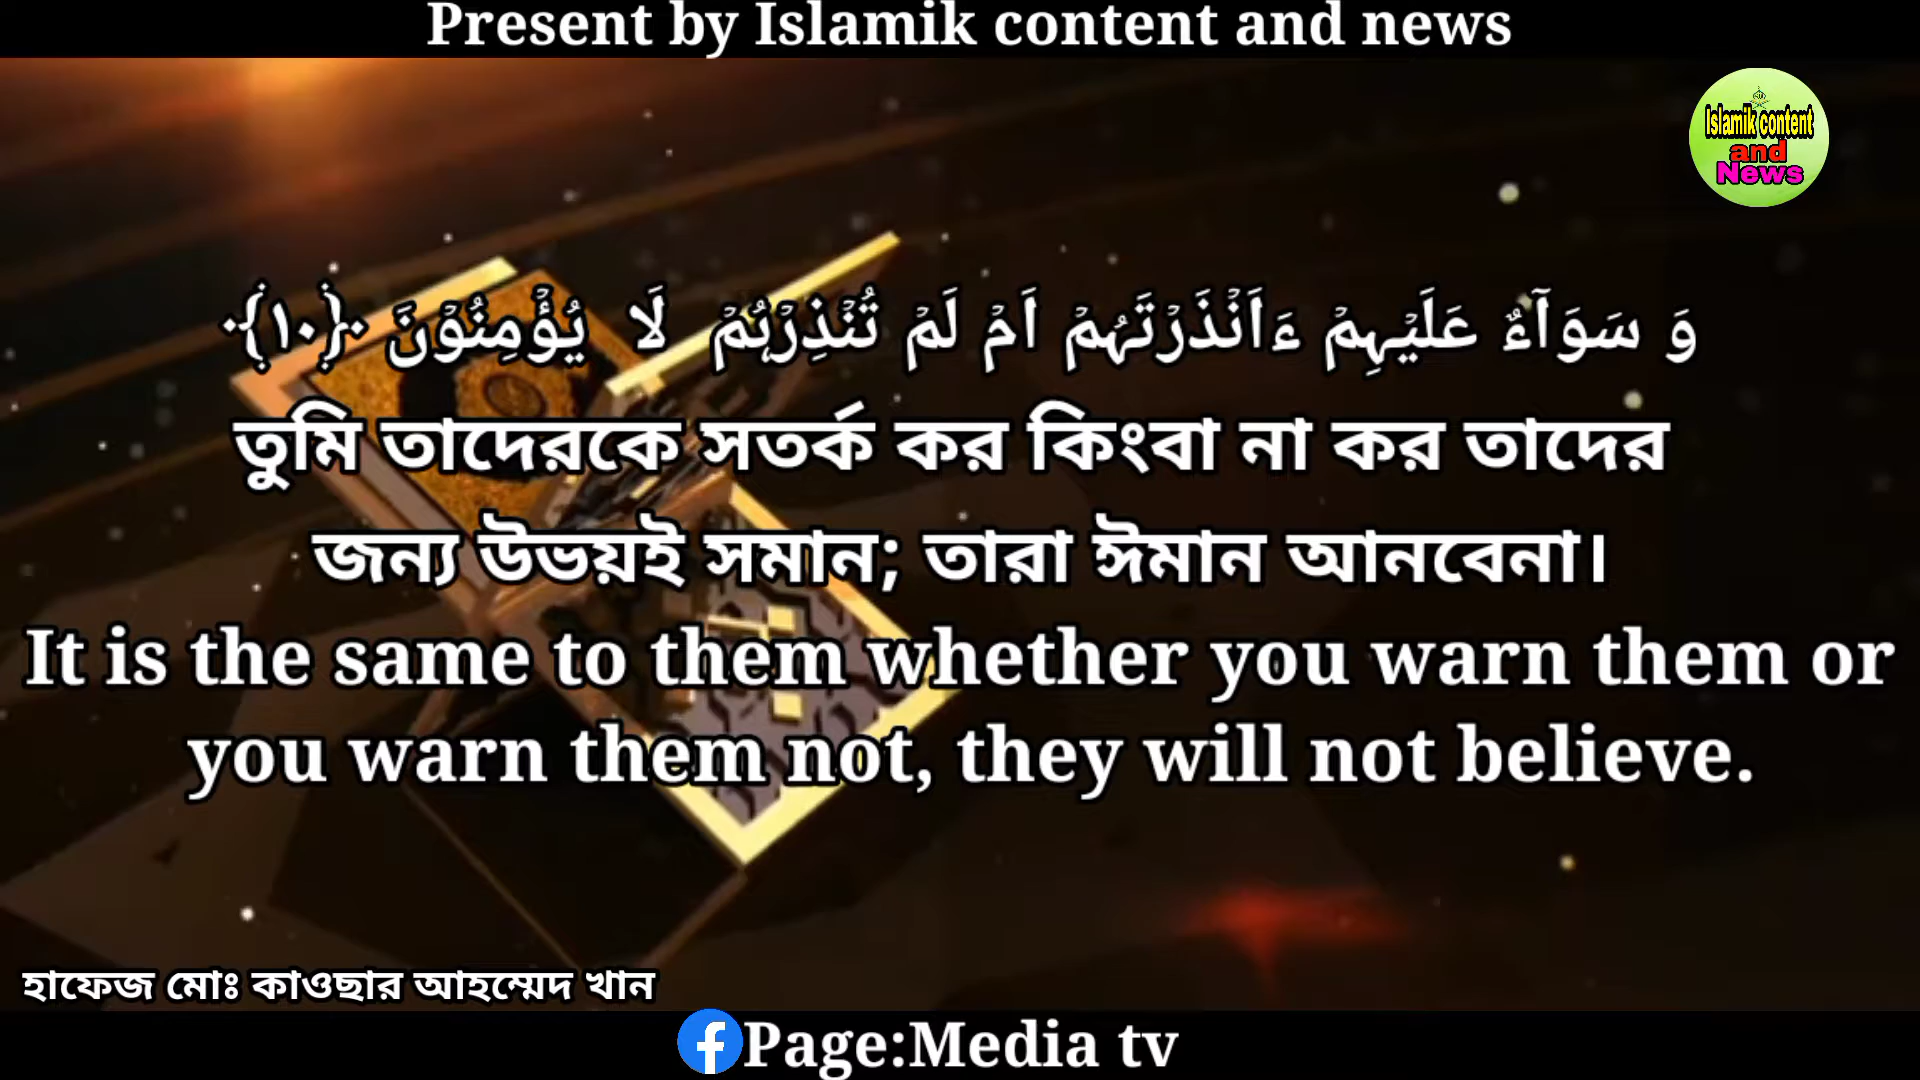 Present by Islamik content and news
Islamik content
and
News
وَ سَوَآءٌ عَلَیۡہِمۡ ءَاَنۡذَرۡتَہُمۡ اَمۡ لَمۡ تُنۡذِرۡہُمۡ لَا یُؤۡمِنُوۡنَ ﴿۱۰﴾
তুমি তাদেরকে সতর্ক কর কিংবা না কর তাদের
জন্য উভয়ই সমান; তারা ঈমান আনবেনা।
It is the same to them whether you warn them or
you warn them not, they will not believe.
হাফেজ মোঃ কাওছার আহম্মেদ খান
Page:Media tv